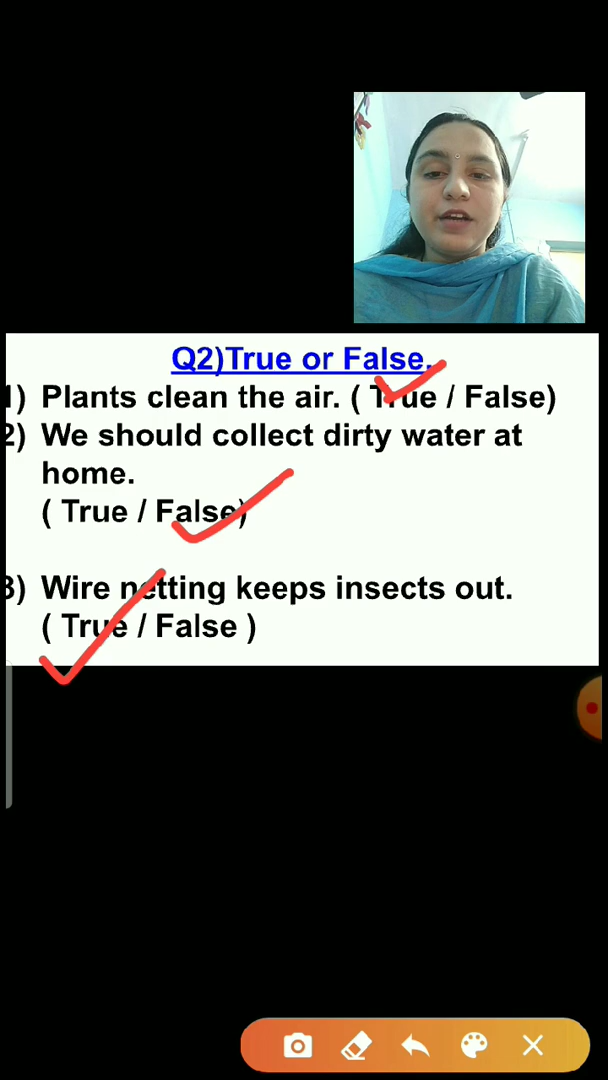 Q2)True or False.
1) Plants clean the air. ( True / False)
2) We should collect dirty water at
home.
( True / False)
3) Wire netting keeps insects out.
( True / False )